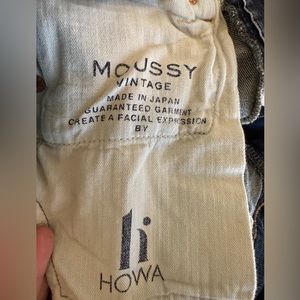 MOUSSY
VINTAGE
MADE IN JAPAN
GUARANTEED GARMENT
CREATE A FACIAL EXPRESSION
BY
h
HOWA